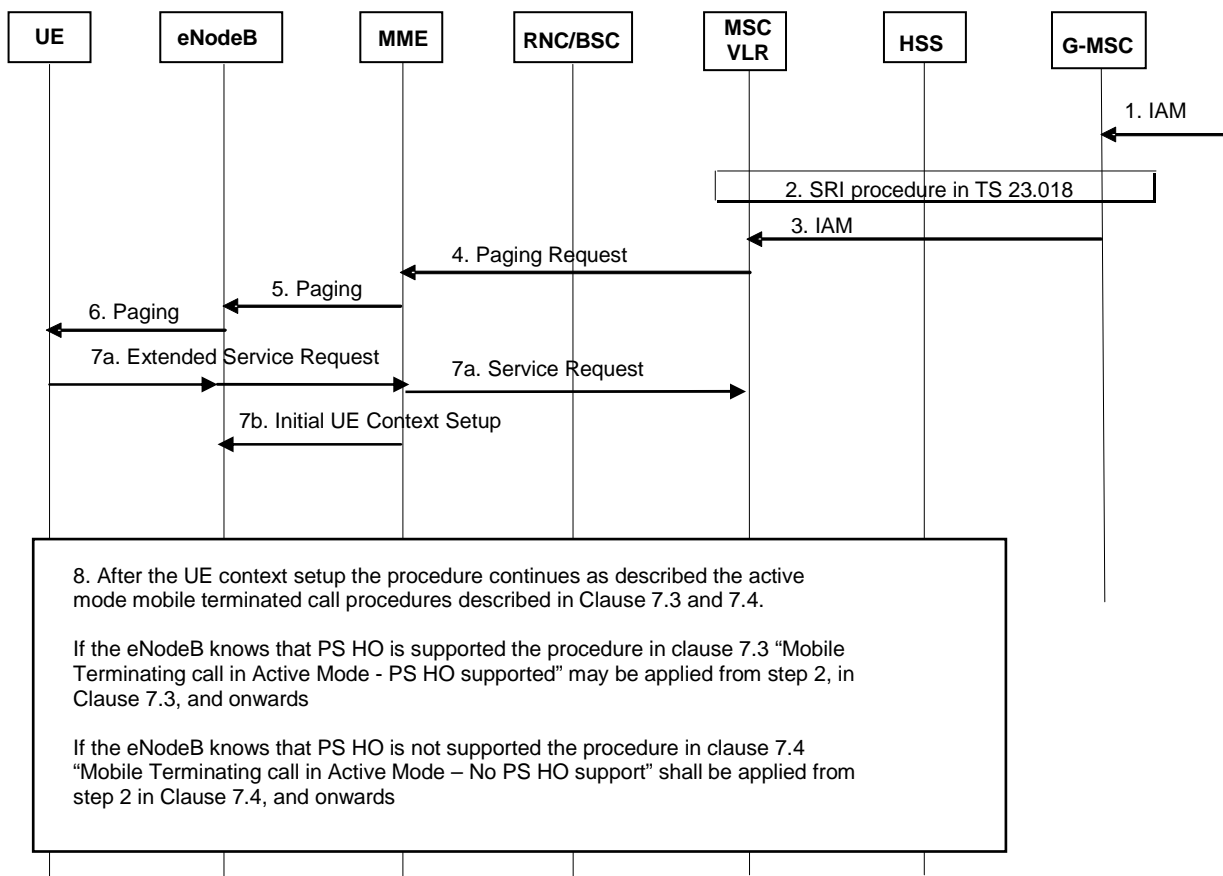 UE
eNodeB
MME
RNC/BSC
MSC
VLR
HSS
G-MSC
1. IAM
2. SRI procedure in TS 23.018
3. IAM
4. Paging Request
5. Paging
6. Paging
7a. Extended Service Request
7a. Service Request
7b. Initial UE Context Setup
8. After the UE context setup the procedure continues as described the active
mode mobile terminated call procedures described in Clause 7.3 and 7.4.
If the eNodeB knows that PS HO is supported the procedure in clause 7.3 “Mobile
Terminating call in Active Mode - PS HO supported” may be applied from step 2, in
Clause 7.3, and onwards
If the eNodeB knows that PS HO is not supported the procedure in clause 7.4
“Mobile Terminating call in Active Mode – No PS HO support” shall be applied from
step 2 in Clause 7.4, and onwards